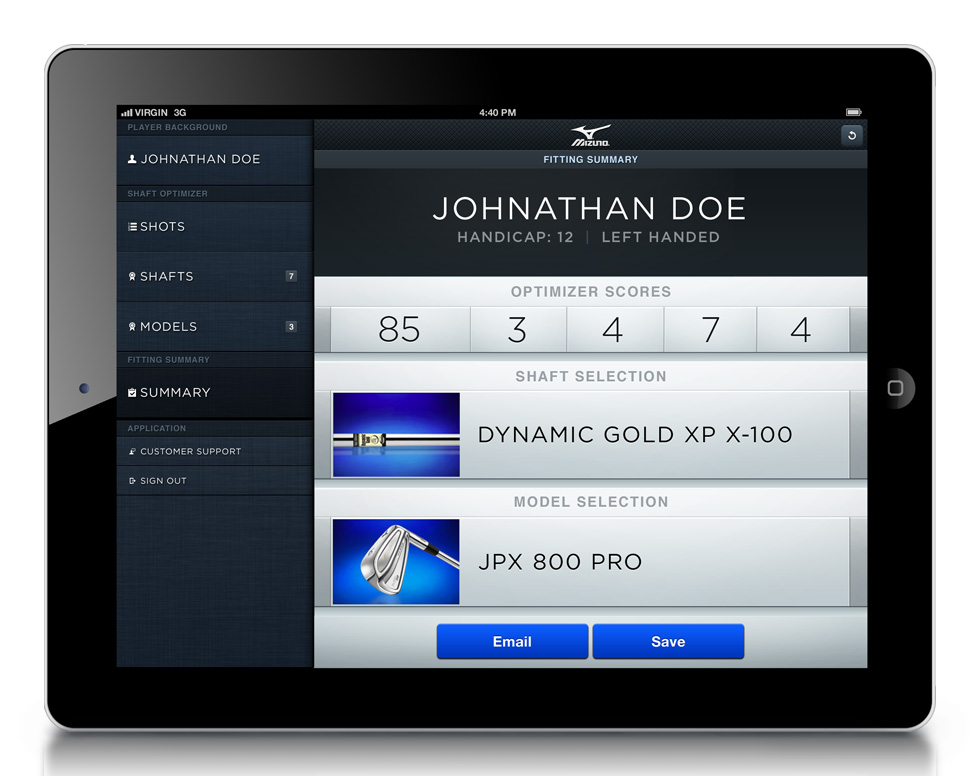 VIRGIN 3G
4:40 PM
PLAYER BACKGROUND
JOHNATHAN DOE
SHAFT OPTIMIZER
SHOTS
SHAFTS 7
MODELS 3
FITTING SUMMARY
SUMMARY
APPLICATION
CUSTOMER SUPPORT
SIGN OUT
MIZUNO
FITTING SUMMARY
JOHNATHAN DOE
HANDICAP: 12 | LEFT HANDED
OPTIMIZER SCORES
85 3 4 7 4
SHAFT SELECTION
DYNAMIC GOLD XP X-100
MODEL SELECTION
JPX 800 PRO
Email Save